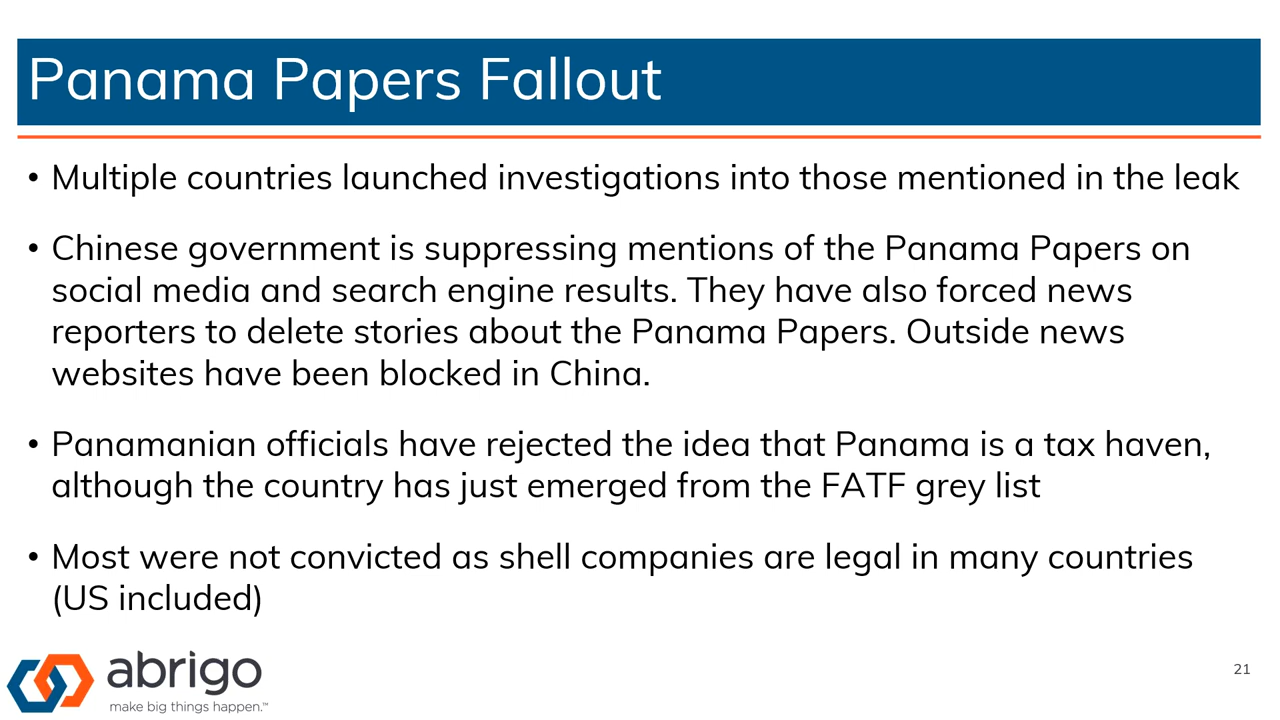 Panama Papers Fallout
• Multiple countries launched investigations into those mentioned in the leak
• Chinese government is suppressing mentions of the Panama Papers on
social media and search engine results. They have also forced news
reporters to delete stories about the Panama Papers. Outside news
websites have been blocked in China.
• Panamanian officials have rejected the idea that Panama is a tax haven,
although the country has just emerged from the FATF grey list
• Most were not convicted as shell companies are legal in many countries
(US included)
abrigo
make big things happen.™
21